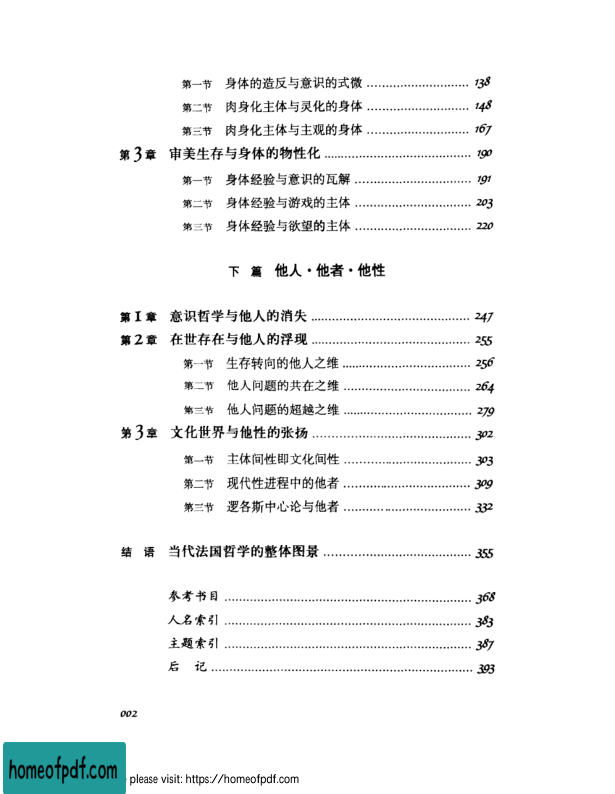 第一节 身体的造反与意识的式微 ........................... 138
第二节 肉身化主体与灵化的身体 ........................... 148
第三节 肉身化主体与主观的身体 ........................... 167
第3章 审美生存与身体的物性化 ........................... 190
第一节 身体经验与意识的瓦解 ........................... 191
第二节 身体经验与游戏的主体 ........................... 203
第三节 身体经验与欲望的主体 ........................... 220
下 篇 他人·他者·他性
第1章 意识哲学与他人的消失 ........................... 247
第2章 在世存在与他人的浮现 ........................... 255
第一节 生存转向的他人之维 ........................... 256
第二节 他人问题的共在之维 ........................... 264
第三节 他人问题的超越之维 ........................... 279
第3章 文化世界与他性的张扬 ........................... 302
第一节 主体间性即文化间性 ........................... 303
第二节 现代性进程中的他者 ........................... 309
第三节 逻各斯中心论与他者 ........................... 332
结 语 当代法国哲学的整体图景 ........................... 355
参考书目 ........................... 368
人名索引 ........................... 383
主题索引 ........................... 387
后 记 ........................... 393
002
homeofpdf.com
please visit: https://homeofpdf.com